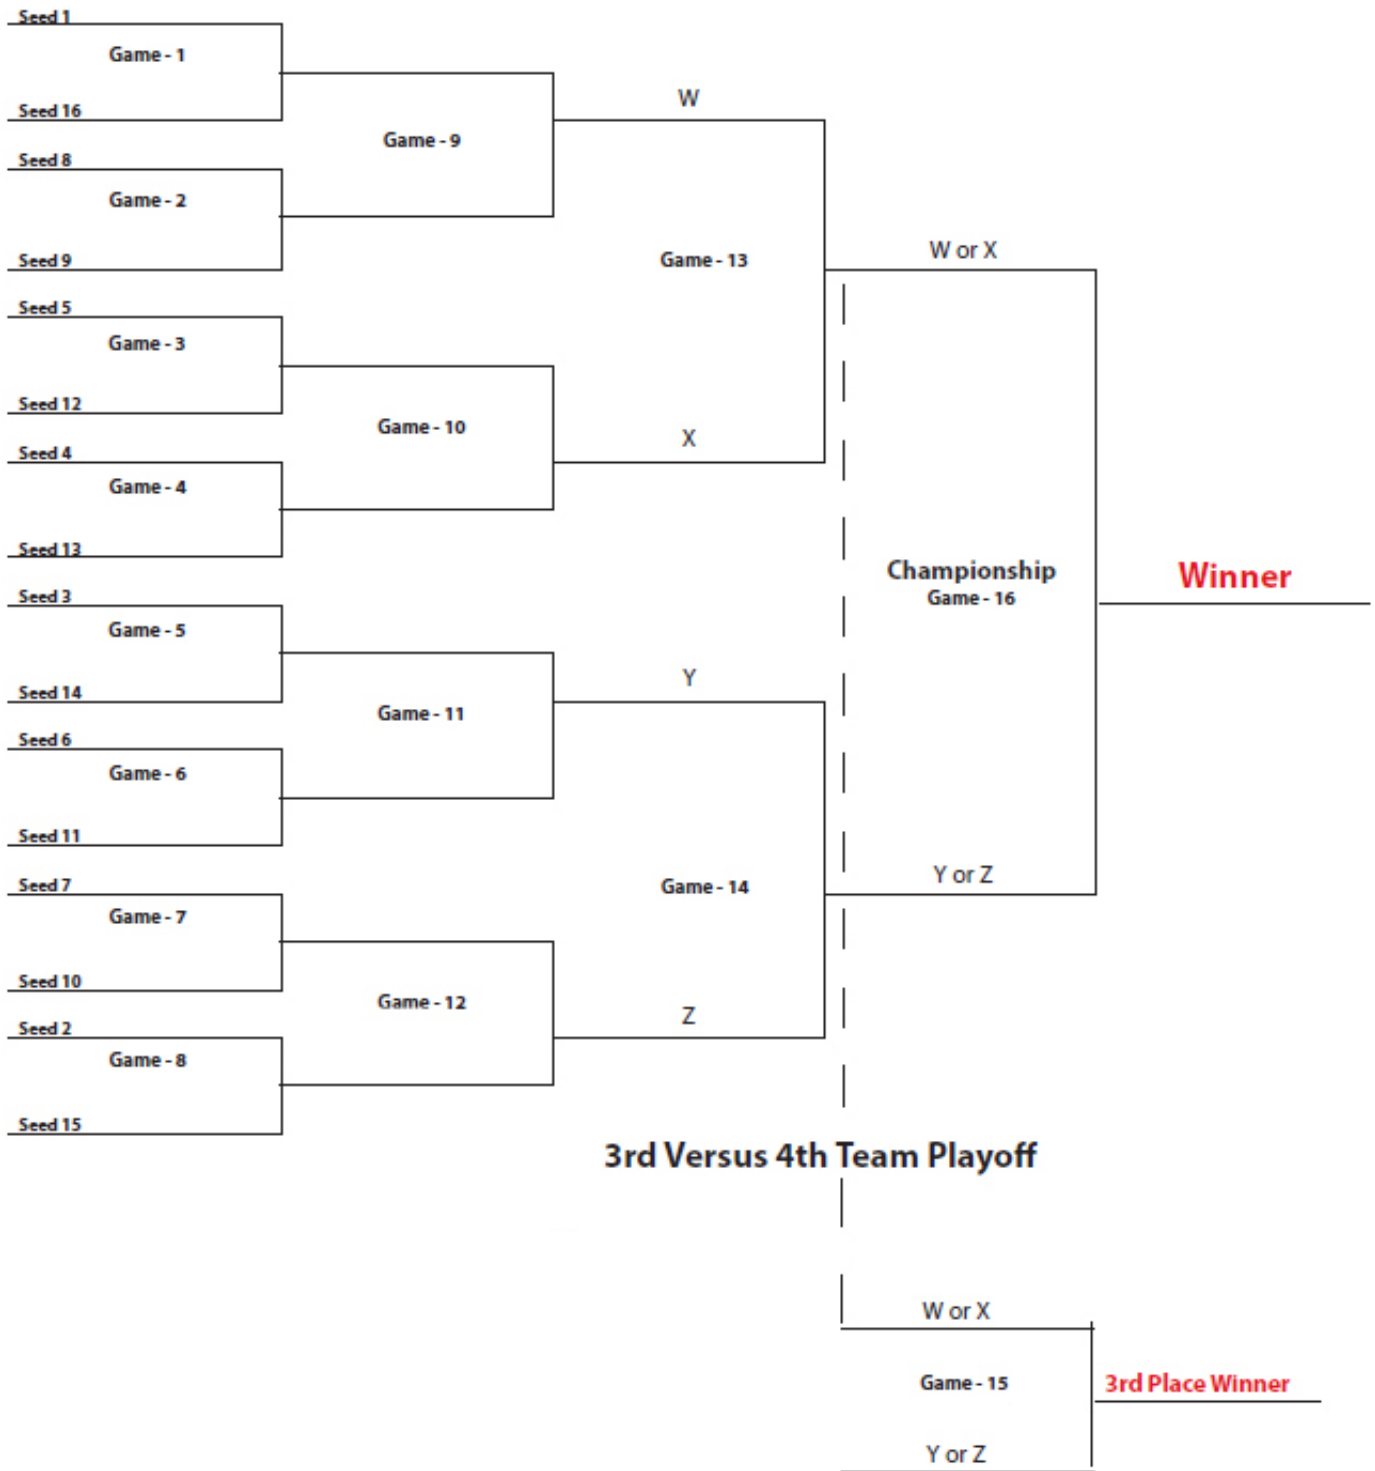 Seed 1
Game - 1
Seed 16
Seed 8
Game - 2
Seed 9
Seed 5
Game - 3
Seed 12
Seed 4
Game - 4
Seed 13
Seed 3
Game - 5
Seed 14
Seed 6
Game - 6
Seed 11
Seed 7
Game - 7
Seed 10
Seed 2
Game - 8
Seed 15
Game - 9
Game - 10
Game - 11
Game - 12
W
Game - 13
X
Y
Game - 14
Z
W or X
Championship
Game - 16
Y or Z
Winner
3rd Versus 4th Team Playoff
W or X
Game - 15
Y or Z
3rd Place Winner